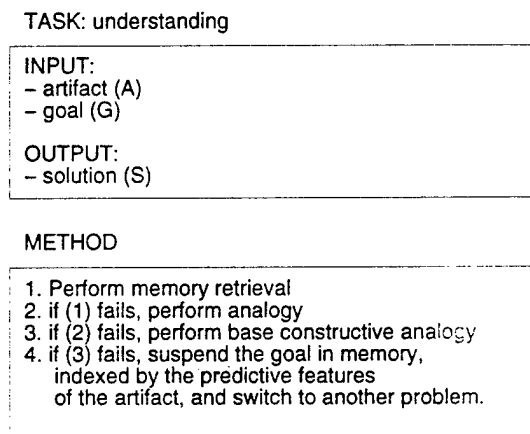 TASK: understanding
INPUT:
– artifact (A)
– goal (G)
OUTPUT:
– solution (S)
METHOD
1. Perform memory retrieval
2. if (1) fails, perform analogy
3. if (2) fails, perform base constructive analogy
4. if (3) fails, suspend the goal in memory,
indexed by the predictive features
of the artifact, and switch to another problem.